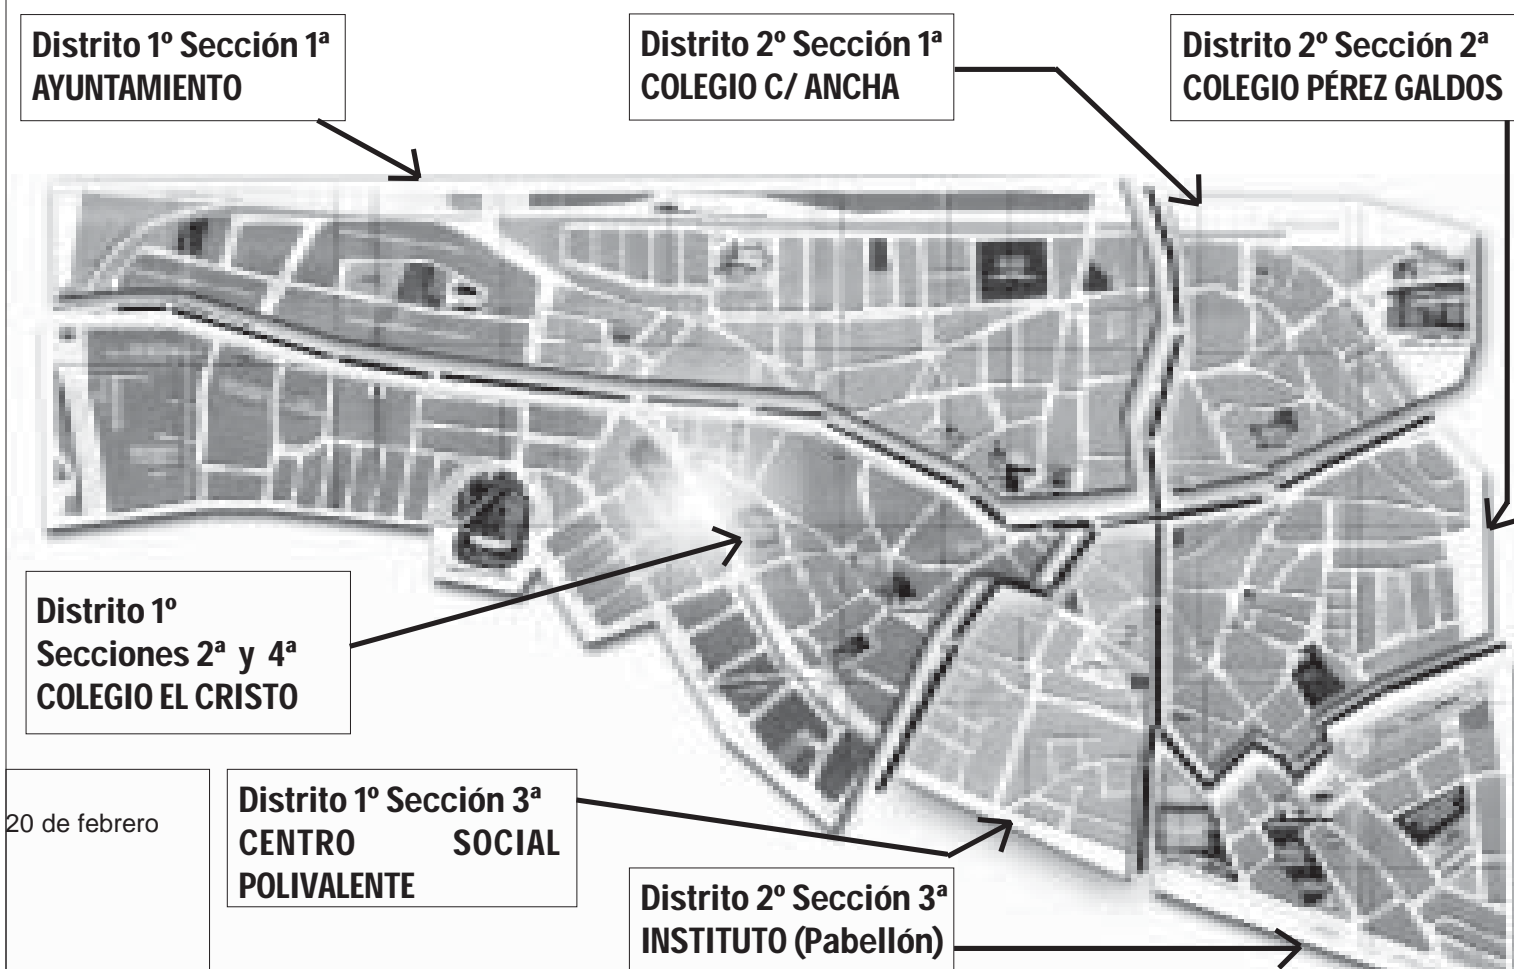 Distrito 1º Sección 1ª
AYUNTAMIENTO
Distrito 2º Sección 1ª
COLEGIO C/ ANCHA
Distrito 2º Sección 2ª
COLEGIO PÉREZ GALDOS
Distrito 1º
Secciones 2ª y 4ª
COLEGIO EL CRISTO
20 de febrero
Distrito 1º Sección 3ª
CENTRO SOCIAL
POLIVALENTE
Distrito 2º Sección 3ª
INSTITUTO (Pabellón)